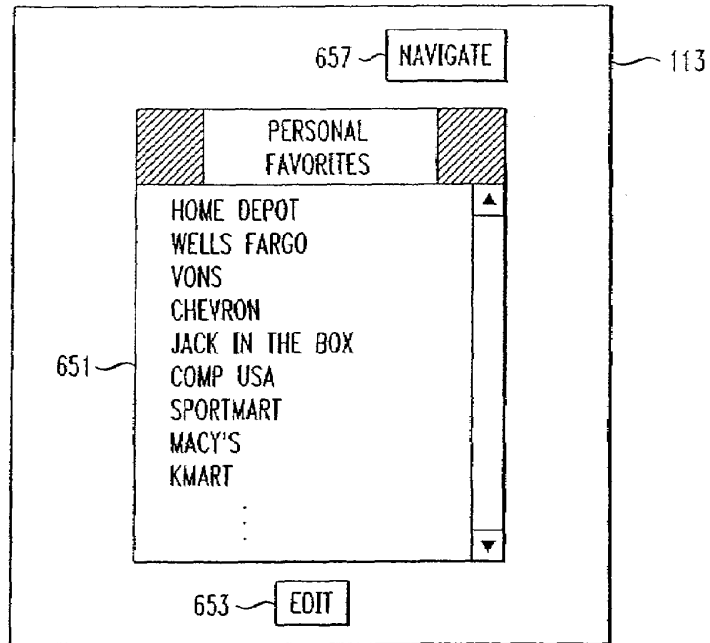 657 NAVIGATE 113
PERSONAL
FAVORITES
HOME DEPOT
WELLS FARGO
VONS
CHEVRON
JACK IN THE BOX
651
COMP USA
SPORTMART
MACY'S
KMART
653 EDIT